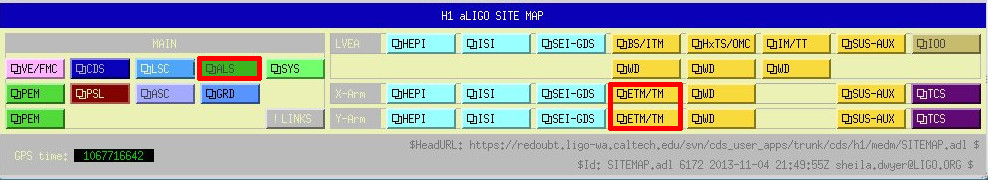 H1 aLIGO SITE MAP
MAIN
VE/FMC CDS LSC ALS SYS
PEM PSL ASC GRD
PEM ! LINKS
LVEA HEPI ISI SEI-GDS BS/ITM HxTS/OMC IM/TT SUS-AUX IOO
WD WD WD
X-Arm HEPI ISI SEI-GDS ETM/TM WD SUS-AUX TCS
Y-Arm HEPI ISI SEI-GDS ETM/TM WD SUS-AUX TCS
GPS time: 1067716642
$HeadURL: https://redoubt.ligo-wa.caltech.edu/svn/cds_user_apps/trunk/cds/h1/medm/SITEMAP.adl $
$Id: SITEMAP.adl 6172 2013-11-04 21:49:55Z sheila.dwyer@LIGO.ORG $